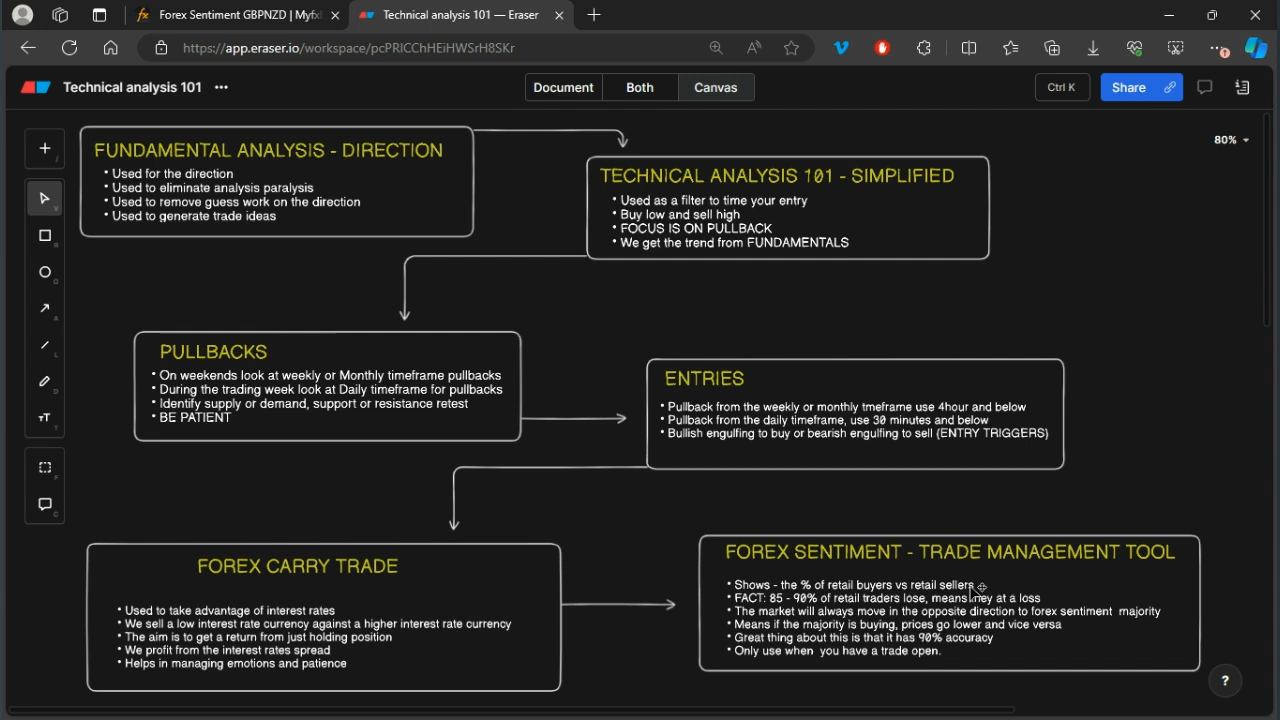 Forex Sentiment GBPNZD | Myfx
Technical analysis 101 — Eraser
https://app.eraser.io/workspace/pcPRlCChHEiHWSrH8SKr
Technical analysis 101
Document
Both
Canvas
Ctrl K
Share
80%
FUNDAMENTAL ANALYSIS - DIRECTION
• Used for the direction
• Used to eliminate analysis paralysis
• Used to remove guess work on the direction
• Used to generate trade ideas
TECHNICAL ANALYSIS 101 - SIMPLIFIED
• Used as a filter to time your entry
• Buy low and sell high
• FOCUS IS ON PULLBACK
• We get the trend from FUNDAMENTALS
PULLBACKS
• On weekends look at weekly or Monthly timeframe pullbacks
• During the trading week look at Daily timeframe for pullbacks
• Identify supply or demand, support or resistance retest
• BE PATIENT
ENTRIES
• Pullback from the weekly or monthly tmeframe use 4hour and below
• Pullback from the daily timeframe, use 30 minutes and below
• Bullish engulfing to buy or bearish engulfing to sell (ENTRY TRIGGERS)
FOREX CARRY TRADE
• Used to take advantage of interest rates
• We sell a low interest rate currency against a higher interest rate currency
• The aim is to get a return from just holding position
• We profit from the interest rates spread
• Helps in managing emotions and patience
FOREX SENTIMENT - TRADE MANAGEMENT TOOL
• Shows - the % of retail buyers vs retail sellers
• FACT: 85 - 90% of retail traders lose, means they at a loss
• The market will always move in the opposite direction to forex sentiment majority
• Means if the majority is buying, prices go lower and vice versa
• Great thing about this is that it has 90% accuracy
• Only use when you have a trade open.
?